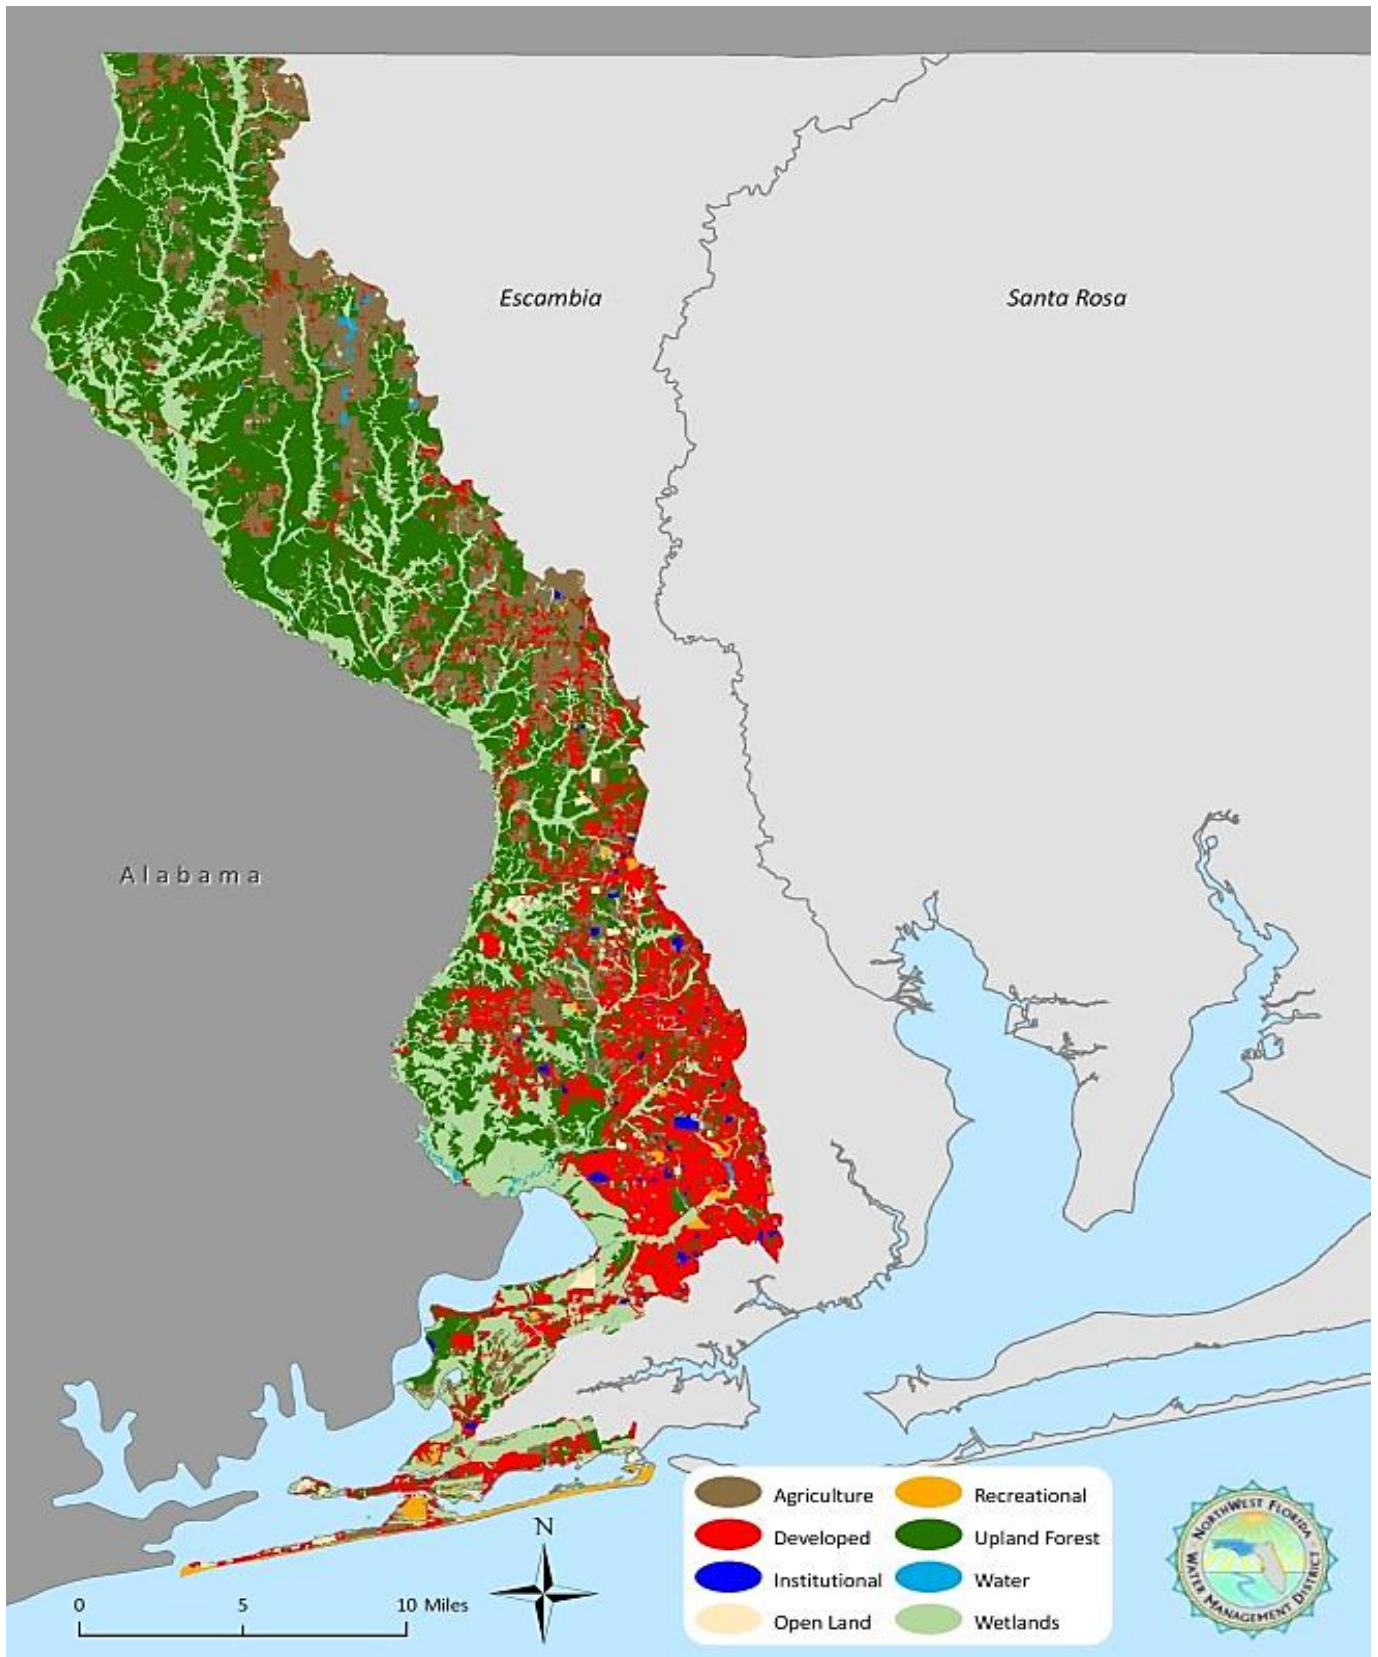 Escambia
Santa Rosa
Alabama
N
0 5 10 Miles
Agriculture
Developed
Institutional
Open Land
Recreational
Upland Forest
Water
Wetlands
NORTHWEST FLORIDA
WATER MANAGEMENT DISTRICT